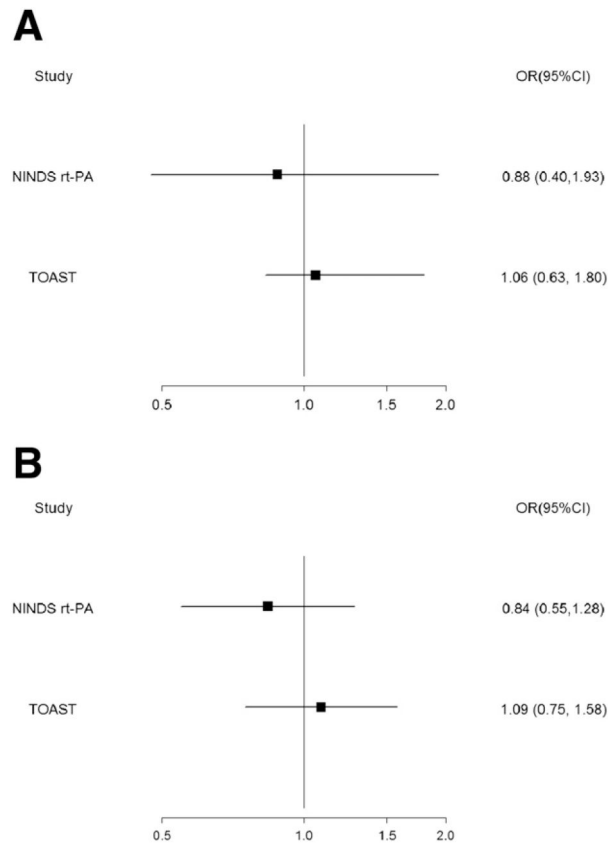 A
Study OR(95%CI)
NINDS rt-PA 0.88 (0.40,1.93)
TOAST 1.06 (0.63, 1.80)
0.5 1.0 1.5 2.0
B
Study OR(95%CI)
NINDS rt-PA 0.84 (0.55,1.28)
TOAST 1.09 (0.75, 1.58)
0.5 1.0 1.5 2.0